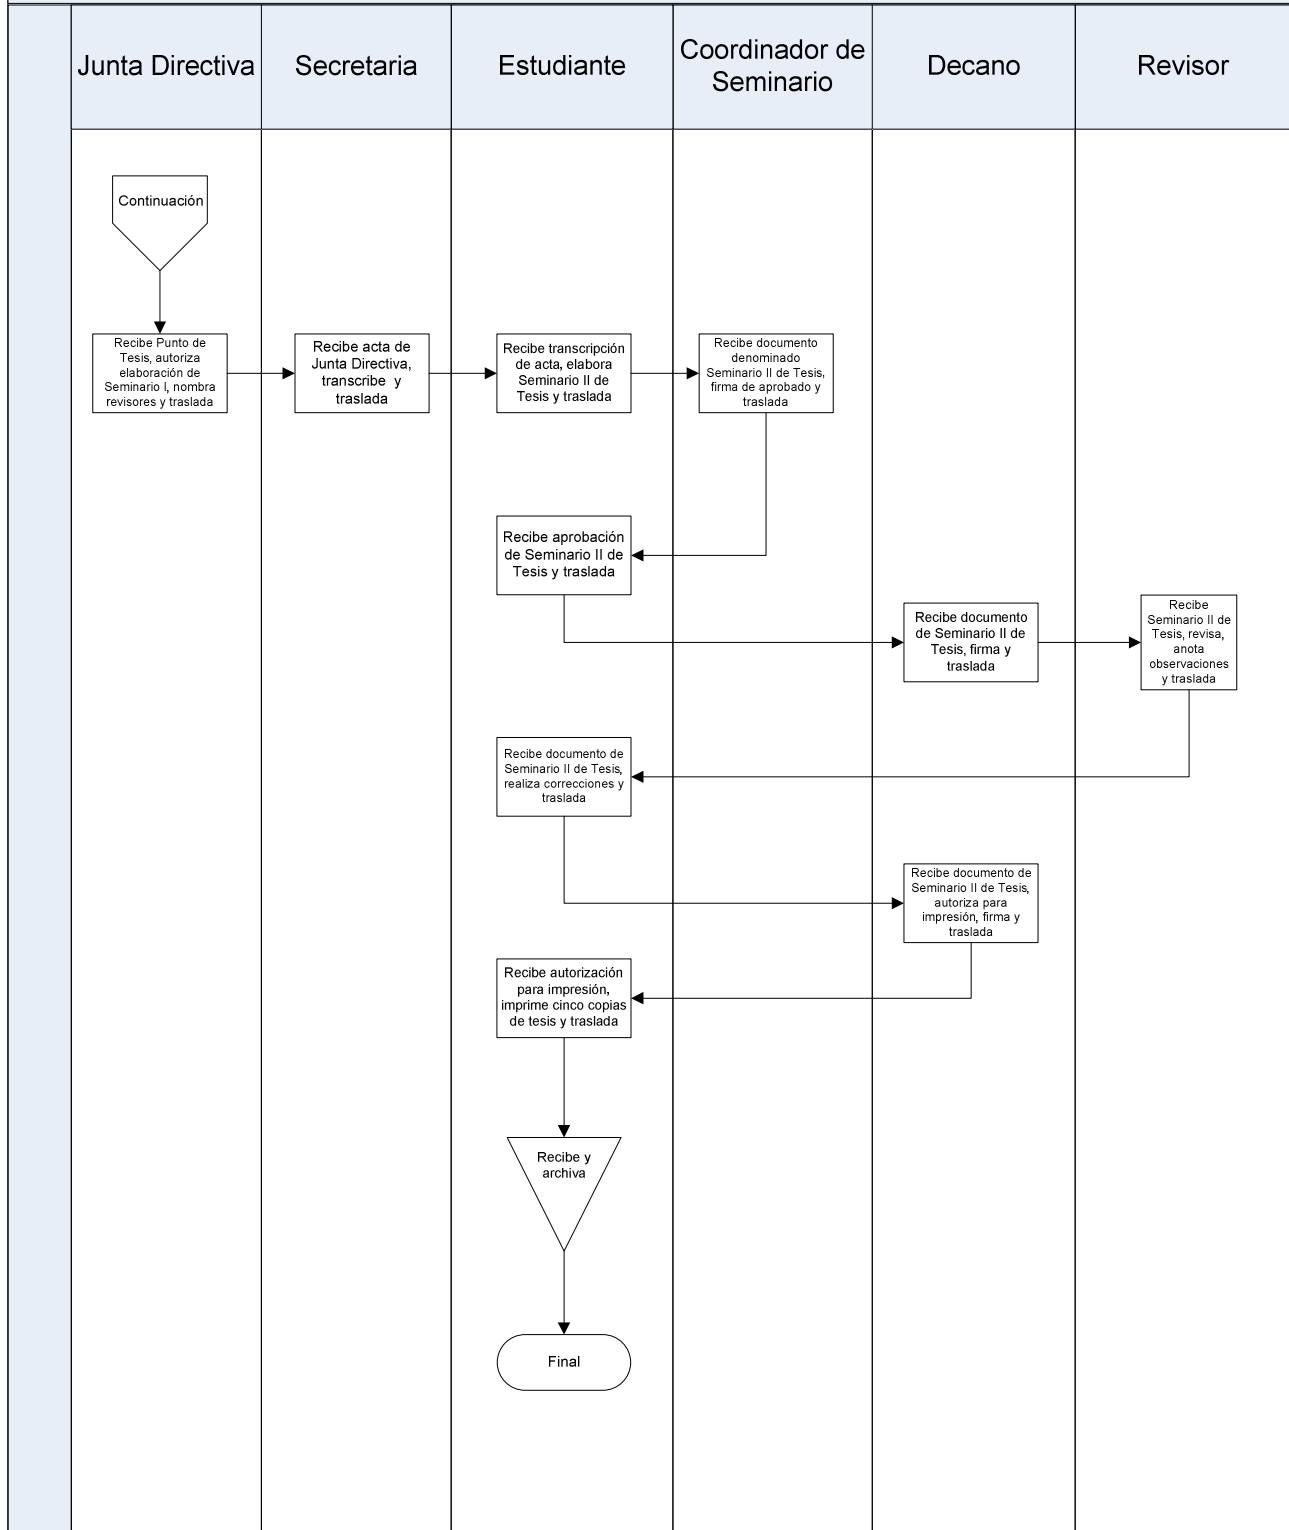 Junta Directiva
Secretaria
Estudiante
Coordinador de
Seminario
Decano
Revisor
Continuación
Recibe Punto de
Tesis, autoriza
elaboración de
Seminario I, nombra
revisores y traslada
Recibe acta de
Junta Directiva,
transcribe y
traslada
Recibe transcripción
de acta, elabora
Seminario II de
Tesis y traslada
Recibe documento
denominado
Seminario II de Tesis,
firma de aprobado y
traslada
Recibe aprobación
de Seminario II de
Tesis y traslada
Recibe documento
de Seminario II de
Tesis, firma y
traslada
Recibe
Seminario II de
Tesis, revisa,
anota
observaciones
y traslada
Recibe documento de
Seminario II de Tesis,
realiza correcciones y
traslada
Recibe documento de
Seminario II de Tesis,
autoriza para
impresión, firma y
traslada
Recibe autorización
para impresión,
imprime cinco copias
de tesis y traslada
Recibe y
archiva
Final